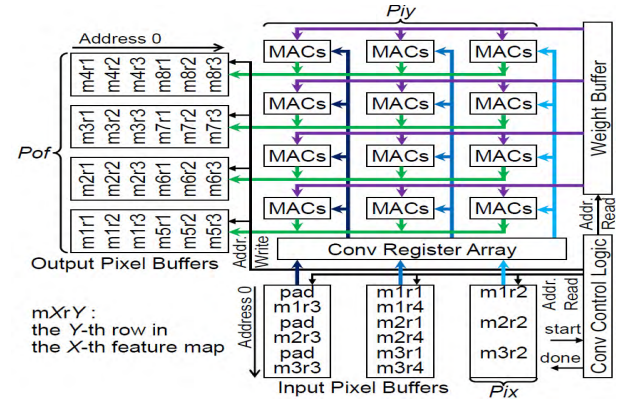 Piy
Address 0
m4r1 m4r2 m4r3 m8r1 m8r2 m8r3
m3r1 m3r2 m3r3 m7r1 m7r2 m7r3
m2r1 m2r2 m2r3 m6r1 m6r2 m6r3
m1r1 m1r2 m1r3 m5r1 m5r2 m5r3
Pof
Output Pixel Buffers
MACs MACs MACs
MACs MACs MACs
MACs MACs MACs
MACs MACs MACs
Weight Buffer
Addr.
Write
Conv Register Array
Addr.
Read
mXrY :
the Y-th row in
the X-th feature map
Address 0
pad
m1r3
pad
m2r3
pad
m3r3
m1r1
m1r4
m2r1
m2r4
m3r1
m3r4
m1r2
m2r2
m3r2
Addr.
Read
start
done
Conv Control Logic
Input Pixel Buffers
Pix